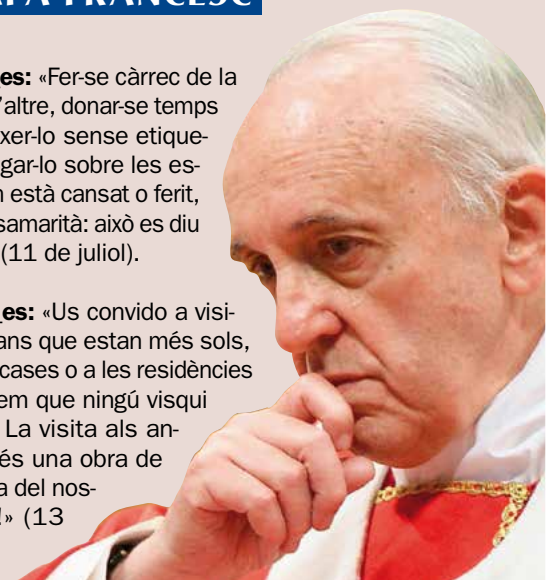 FRANCESC
es: «Fer-se càrrec de la
'altre, donar-se temps
xer-lo sense etique-
gar-lo sobre les es-
n està cansat o ferit,
samarità: això es diu
(11 de juliol).
_es: «Us convido a visi-
ans que estan més sols,
cases o a les residències
em que ningú visqui
La visita als an-
és una obra de
a del nos-
!» (13